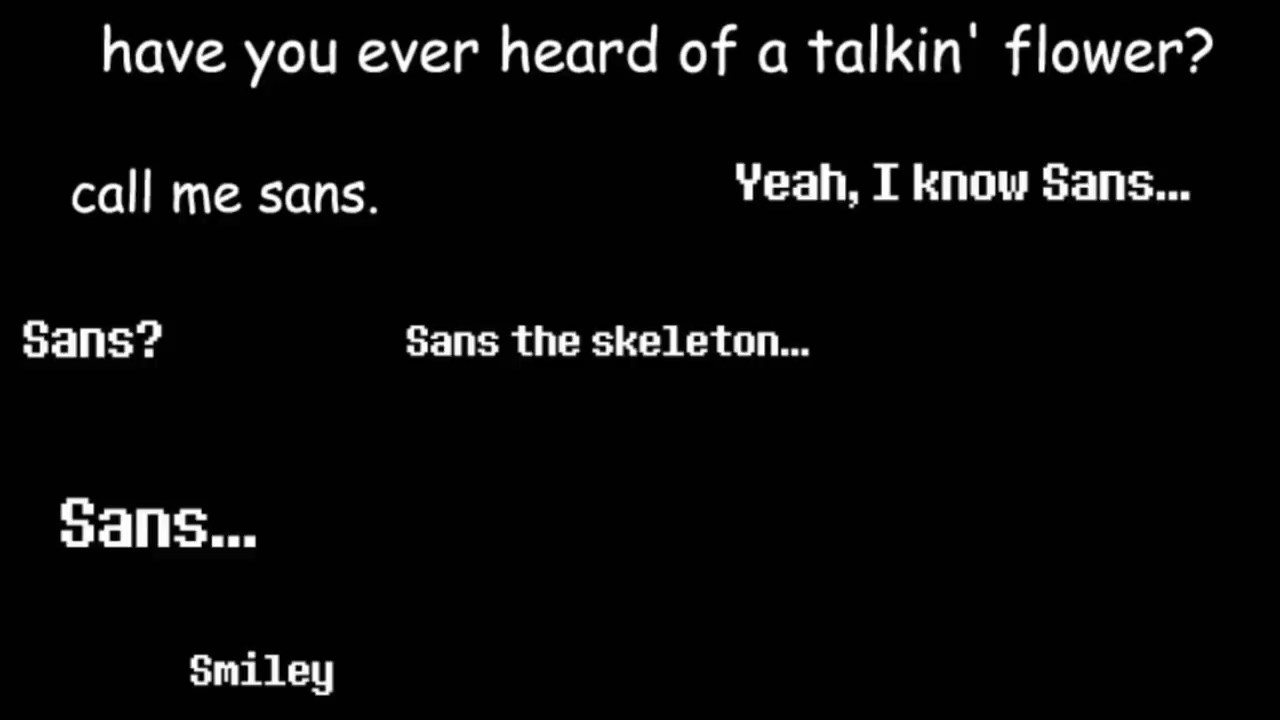 have you ever heard of a talkin' flower?
call me sans.
Yeah, I know Sans...
Sans?
Sans the skeleton...
Sans...
Smiley